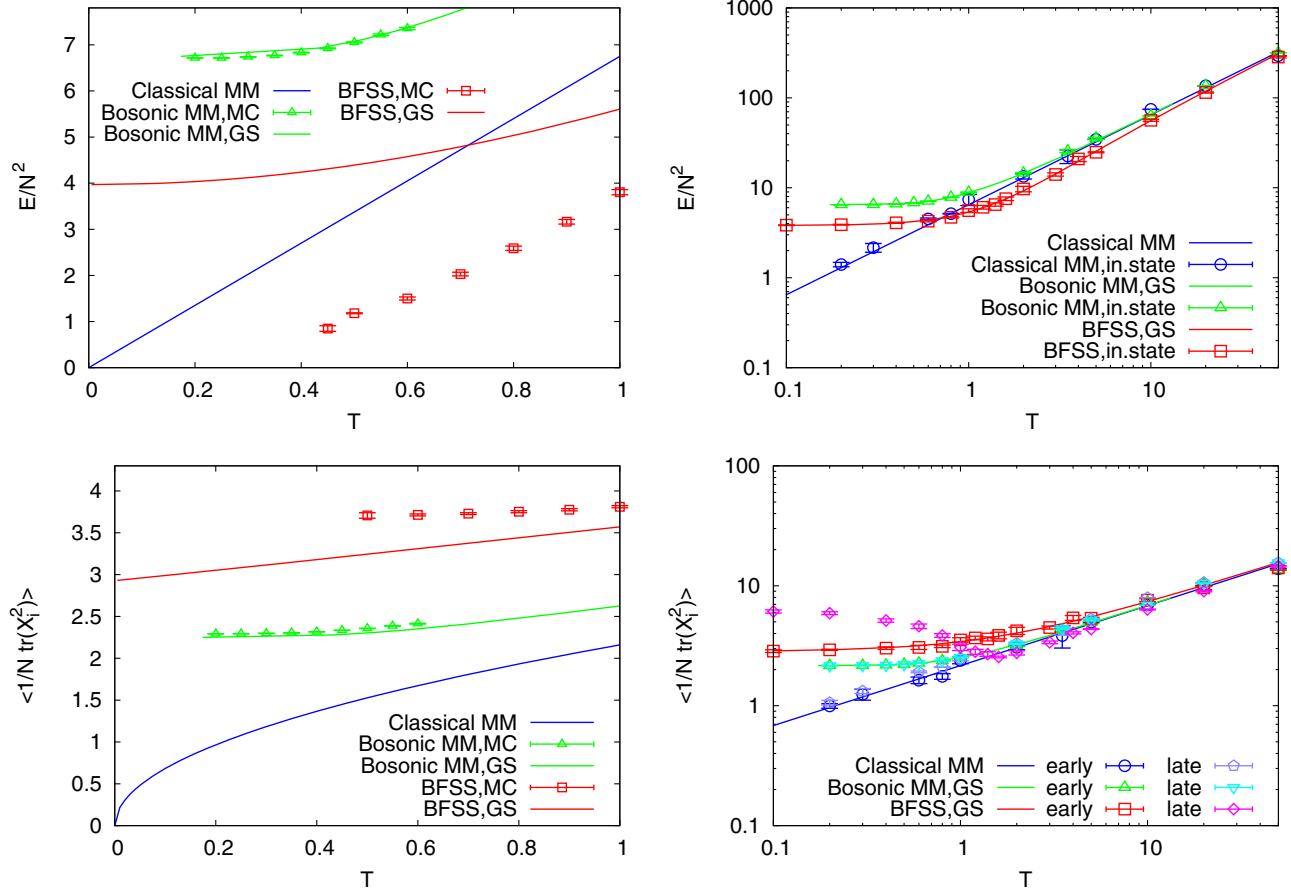 7
6
5
4
3
2
1
0
E/N²
Classical MM
Bosonic MM,MC
Bosonic MM,GS
BFSS,MC
BFSS,GS
0 0.2 0.4 0.6 0.8 1
T
1000
100
10
1
0.1
E/N²
Classical MM
Classical MM,in.state
Bosonic MM,GS
Bosonic MM,in.state
BFSS,GS
BFSS,in.state
0.1 1 10
T
4
3.5
3
2.5
2
1.5
1
0.5
0
<1/N tr(Xᵢ²)>
Classical MM
Bosonic MM,MC
Bosonic MM,GS
BFSS,MC
BFSS,GS
0 0.2 0.4 0.6 0.8 1
T
100
10
1
0.1
<1/N tr(Xᵢ²)>
Classical MM early late
Bosonic MM,GS early late
BFSS,GS early late
0.1 1 10
T